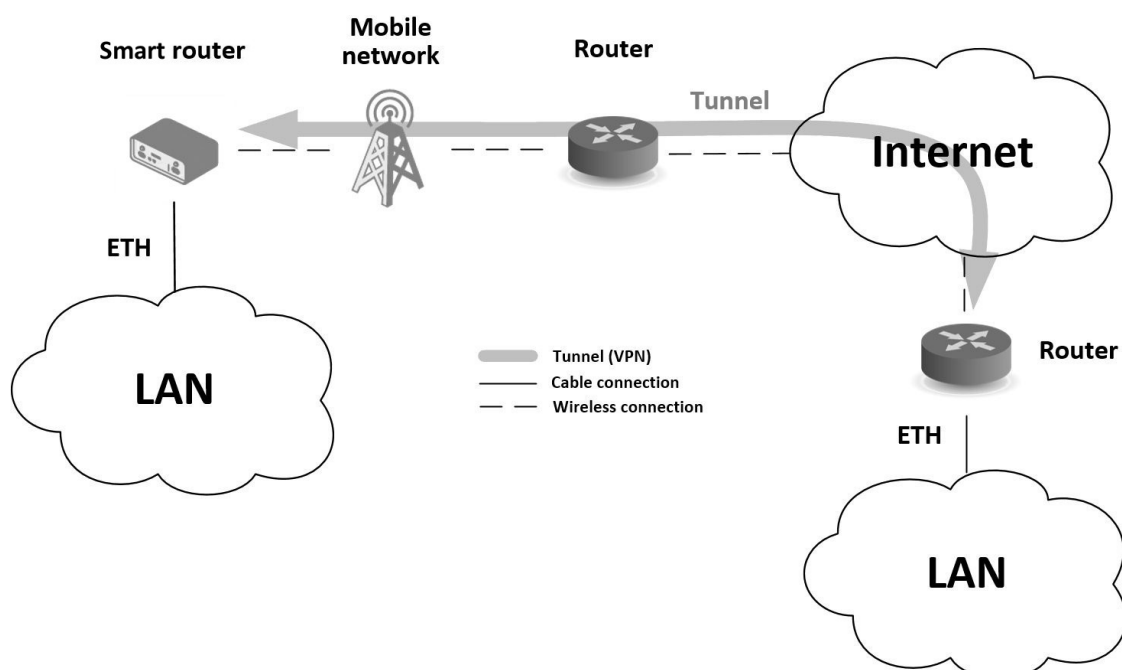 Smart router
Mobile
network
Router
Tunnel
Internet
ETH
LAN
Tunnel (VPN)
Cable connection
Wireless connection
Router
ETH
LAN